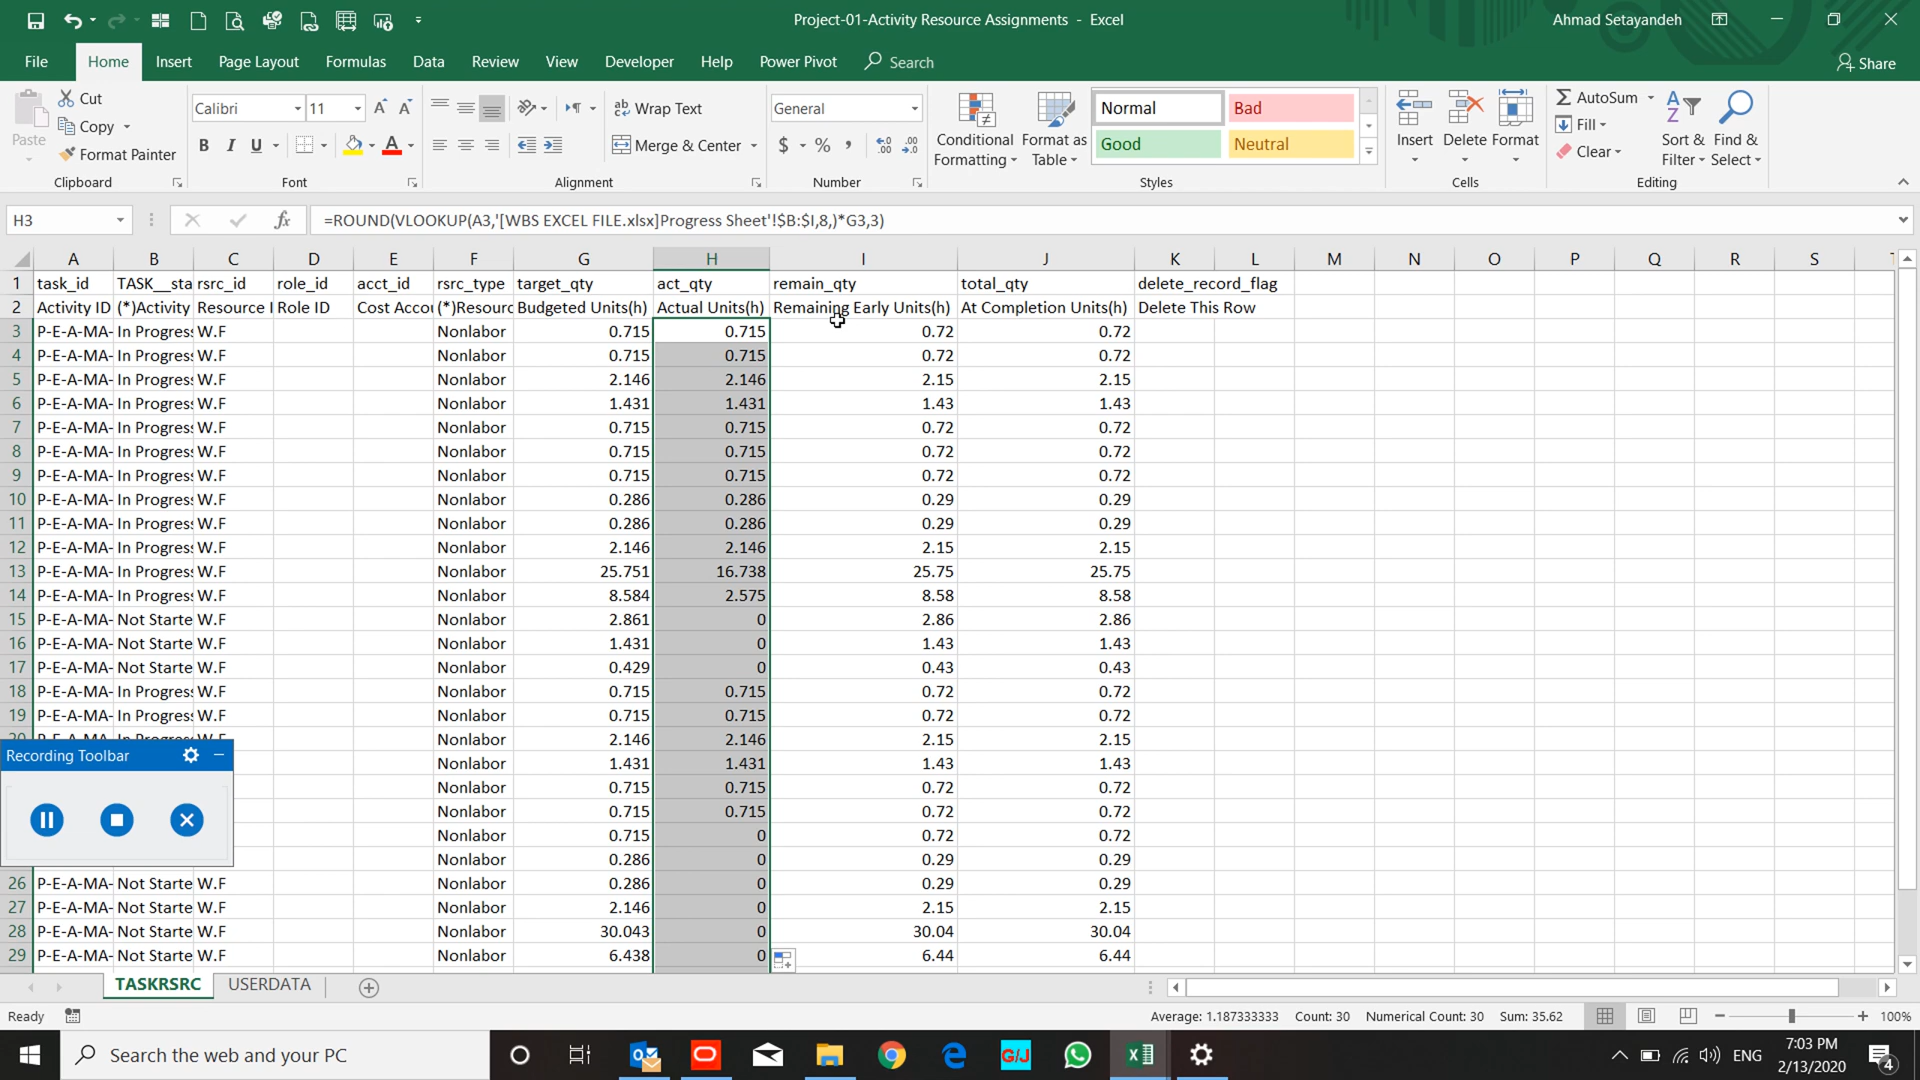 Project-01-Activity Resource Assignments - Excel
Ahmad Setayandeh
File Home Insert Page Layout Formulas Data Review View Developer Help Power Pivot Search Share
Paste Cut Copy Format Painter Clipboard
Calibri 11 B I U Font
Wrap Text Merge & Center Alignment
General $ % Number
Conditional Formatting Format as Table Normal Bad Good Neutral Styles
Insert Delete Format Cells
AutoSum Fill Clear Sort & Filter Find & Select Editing
H3 fx =ROUND(VLOOKUP(A3,'[WBS EXCEL FILE.xlsx]Progress Sheet'!$B:$I,8,)*G3,3)
A B C D E F G H I J K L M N O P Q R S
1 task_id TASK__sta rsrc_id role_id acct_id rsrc_type target_qty act_qty remain_qty total_qty delete_record_flag
2 Activity ID (*)Activity Resource I Role ID Cost Accou (*)Resourc Budgeted Units(h) Actual Units(h) Remaining Early Units(h) At Completion Units(h) Delete This Row
3 P-E-A-MA- In Progres W.F Nonlabor 0.715 0.715 0.72 0.72
4 P-E-A-MA- In Progres W.F Nonlabor 0.715 0.715 0.72 0.72
5 P-E-A-MA- In Progres W.F Nonlabor 2.146 2.146 2.15 2.15
6 P-E-A-MA- In Progres W.F Nonlabor 1.431 1.431 1.43 1.43
7 P-E-A-MA- In Progres W.F Nonlabor 0.715 0.715 0.72 0.72
8 P-E-A-MA- In Progres W.F Nonlabor 0.715 0.715 0.72 0.72
9 P-E-A-MA- In Progres W.F Nonlabor 0.715 0.715 0.72 0.72
10 P-E-A-MA- In Progres W.F Nonlabor 0.286 0.286 0.29 0.29
11 P-E-A-MA- In Progres W.F Nonlabor 0.286 0.286 0.29 0.29
12 P-E-A-MA- In Progres W.F Nonlabor 2.146 2.146 2.15 2.15
13 P-E-A-MA- In Progres W.F Nonlabor 25.751 16.738 25.75 25.75
14 P-E-A-MA- In Progres W.F Nonlabor 8.584 2.575 8.58 8.58
15 P-E-A-MA- Not Starte W.F Nonlabor 2.861 0 2.86 2.86
16 P-E-A-MA- Not Starte W.F Nonlabor 1.431 0 1.43 1.43
17 P-E-A-MA- Not Starte W.F Nonlabor 0.429 0 0.43 0.43
18 P-E-A-MA- In Progres W.F Nonlabor 0.715 0.715 0.72 0.72
19 P-E-A-MA- In Progres W.F Nonlabor 0.715 0.715 0.72 0.72
Nonlabor 2.146 2.146 2.15 2.15
Recording Toolbar
Nonlabor 1.431 1.431 1.43 1.43
Nonlabor 0.715 0.715 0.72 0.72
Nonlabor 0.715 0.715 0.72 0.72
Nonlabor 0.715 0 0.72 0.72
Nonlabor 0.286 0 0.29 0.29
26 P-E-A-MA- Not Starte W.F Nonlabor 0.286 0 0.29 0.29
27 P-E-A-MA- Not Starte W.F Nonlabor 2.146 0 2.15 2.15
28 P-E-A-MA- Not Starte W.F Nonlabor 30.043 0 30.04 30.04
29 P-E-A-MA- Not Starte W.F Nonlabor 6.438 0 6.44 6.44
TASKRSRC USERDATA
Ready Average: 1.187333333 Count: 30 Numerical Count: 30 Sum: 35.62 100%
Search the web and your PC G/J ENG 7:03 PM
2/13/2020 4